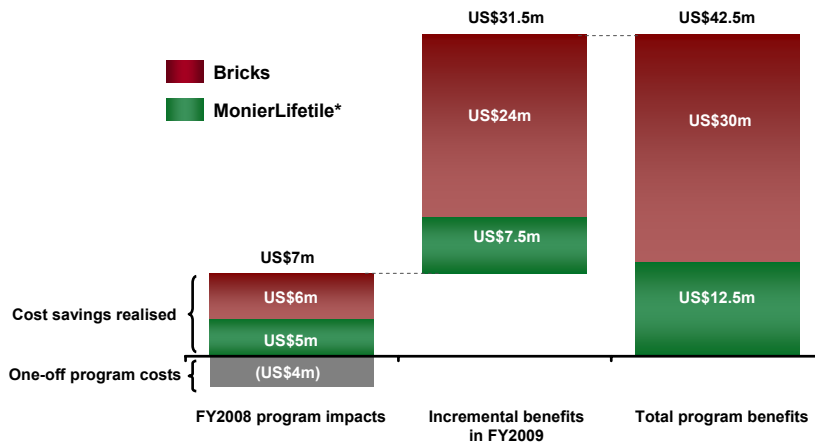 US$31.5m
US$42.5m
Bricks
MonierLifetile*
US$24m
US$30m
US$7.5m
US$7m
US$6m
US$12.5m
Cost savings realised
US$5m
One-off program costs
(US$4m)
FY2008 program impacts
Incremental benefits
in FY2009
Total program benefits